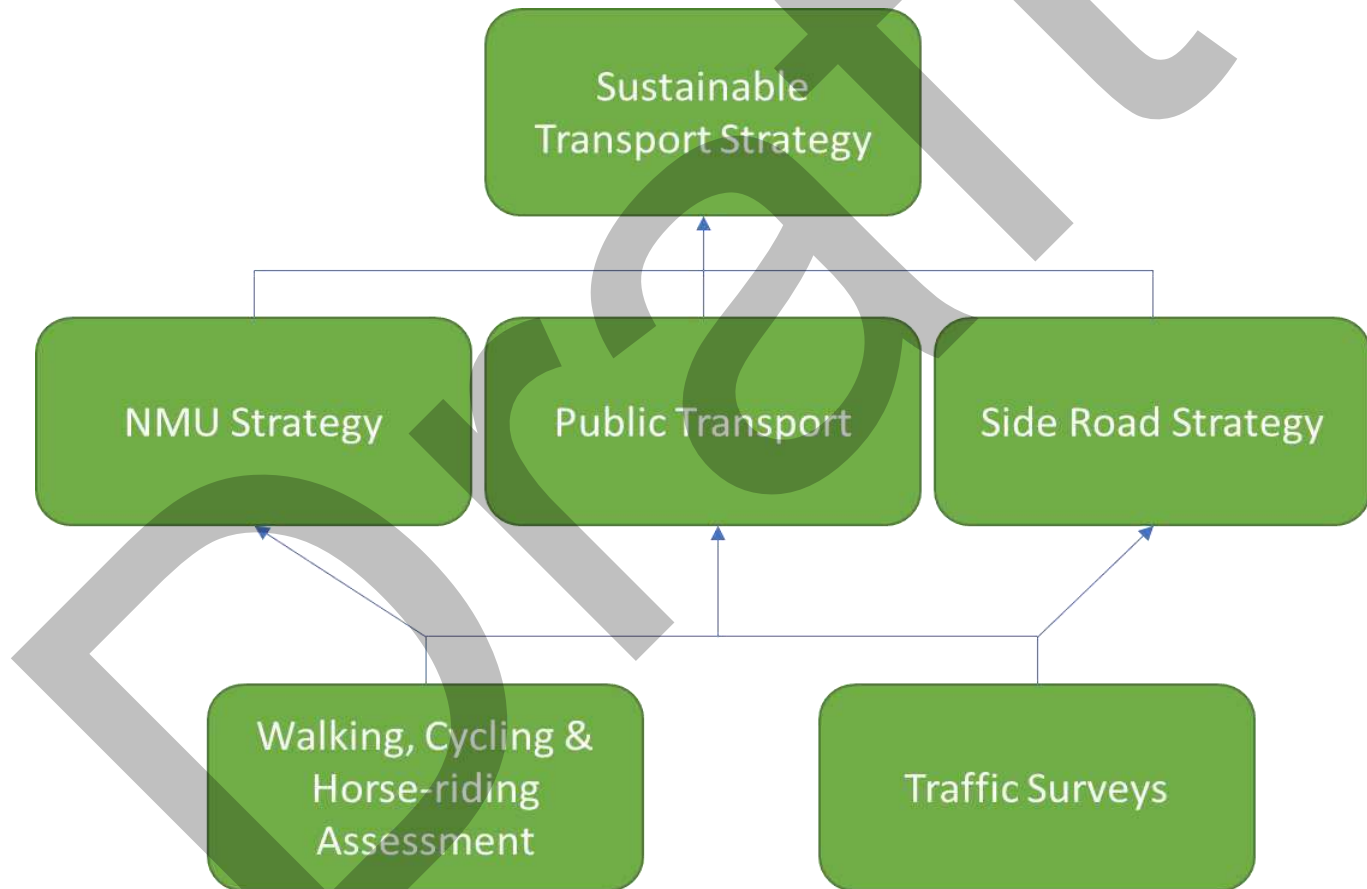 Sustainable
Transport Strategy
NMU Strategy
Public Transport
Side Road Strategy
Walking, Cycling &
Horse-riding
Assessment
Traffic Surveys
Draft